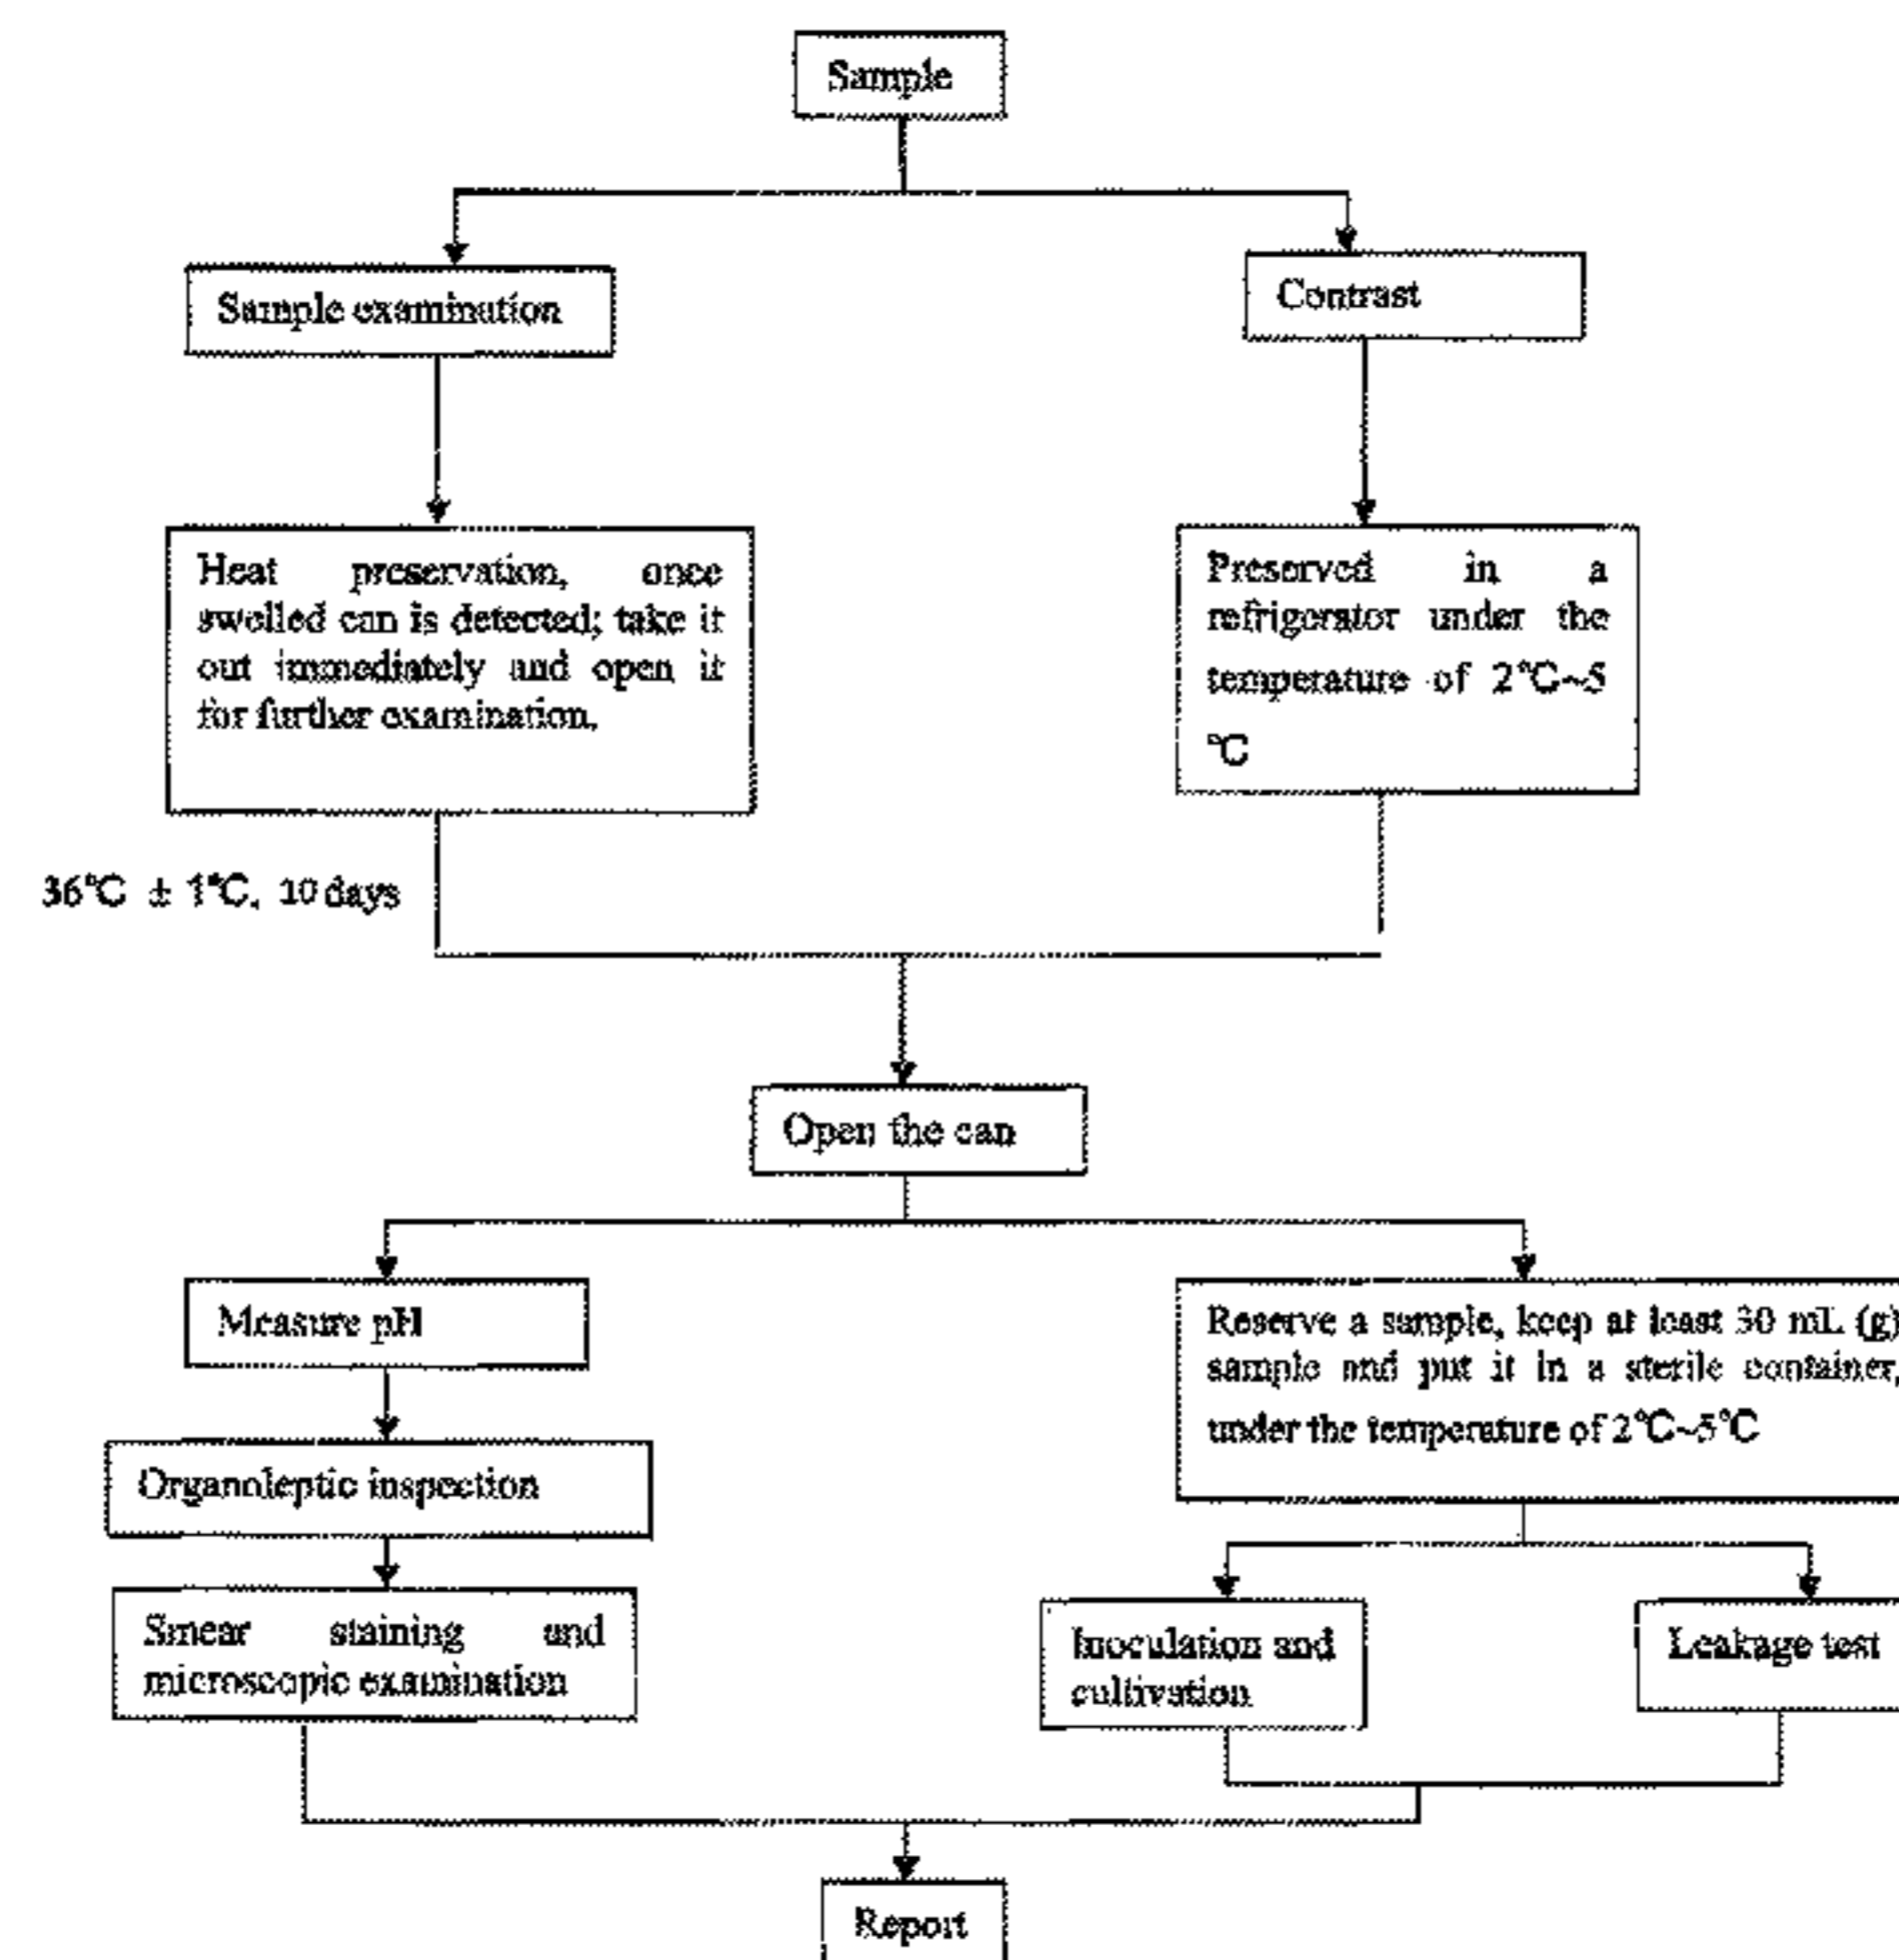 Sample
Sample examination
Contrast
Heat preservation, once
swelled can is detected; take it
out immediately and open it
for further examination.
Preserved in a
refrigerator under the
temperature of 2℃~5
℃
36℃ ± 1℃, 10 days
Open the can
Measure pH
Reserve a sample, keep at least 30 mL (g)
sample and put it in a sterile container,
under the temperature of 2℃~5℃
Organoleptic inspection
Smear staining and
microscopic examination
Inoculation and
cultivation
Leakage test
Report